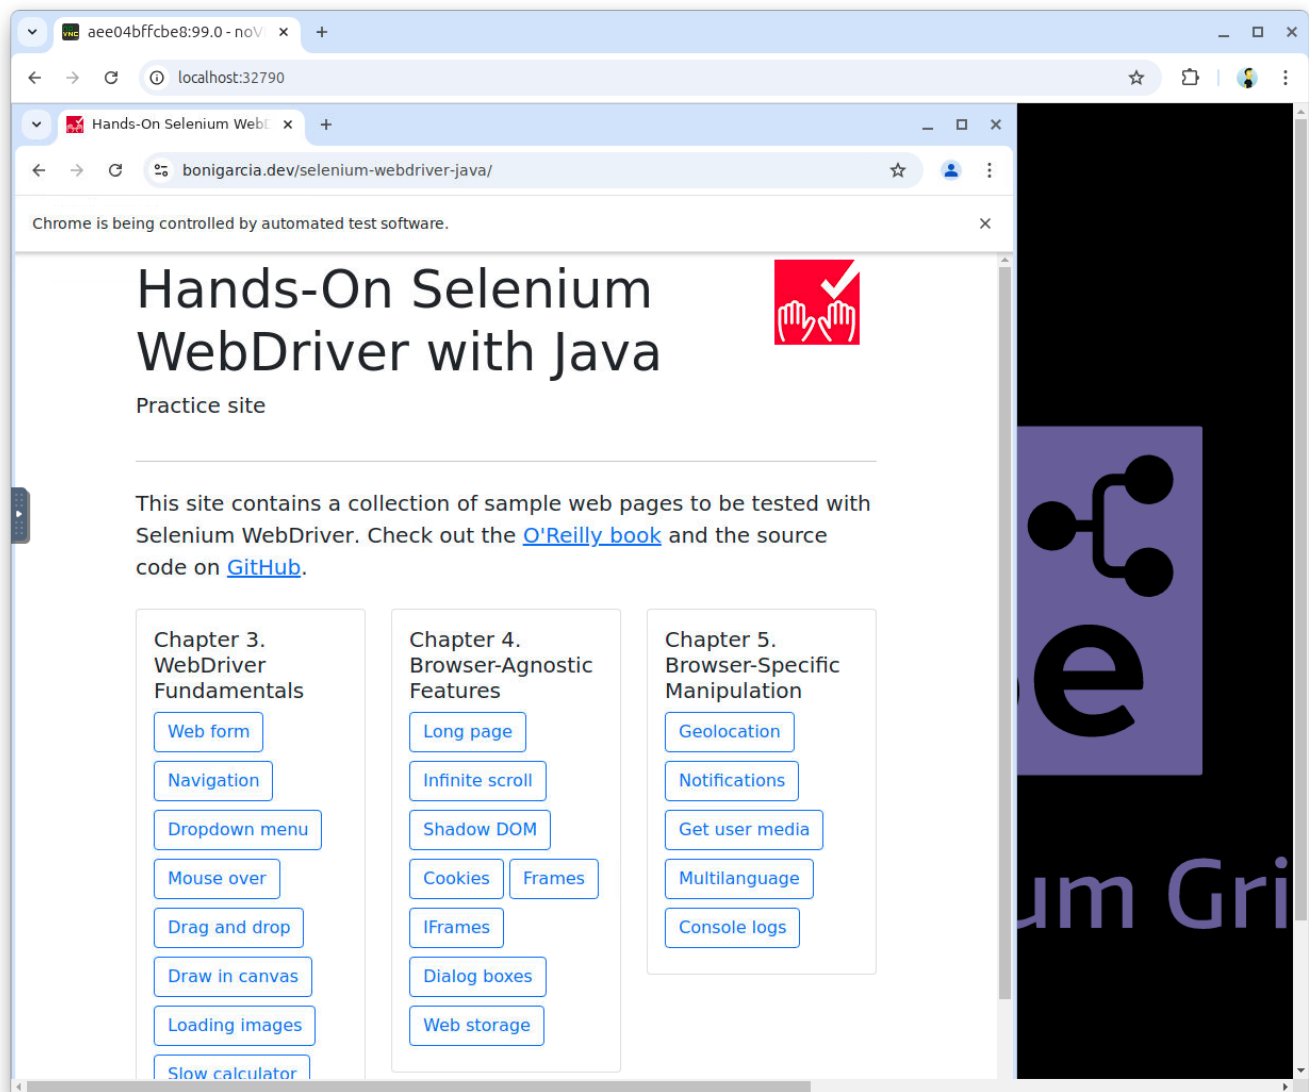 aee04bffcbe8:99.0 - noV
localhost:32790
Hands-On Selenium Web
bonigarcia.dev/selenium-webdriver-java/
Chrome is being controlled by automated test software.
Hands-On Selenium
WebDriver with Java
Practice site
This site contains a collection of sample web pages to be tested with
Selenium WebDriver. Check out the O'Reilly book and the source
code on GitHub.
Chapter 3.
WebDriver
Fundamentals
Web form
Navigation
Dropdown menu
Mouse over
Drag and drop
Draw in canvas
Loading images
Slow calculator
Chapter 4.
Browser-Agnostic
Features
Long page
Infinite scroll
Shadow DOM
Cookies Frames
IFrames
Dialog boxes
Web storage
Chapter 5.
Browser-Specific
Manipulation
Geolocation
Notifications
Get user media
Multilanguage
Console logs
e
um Gri